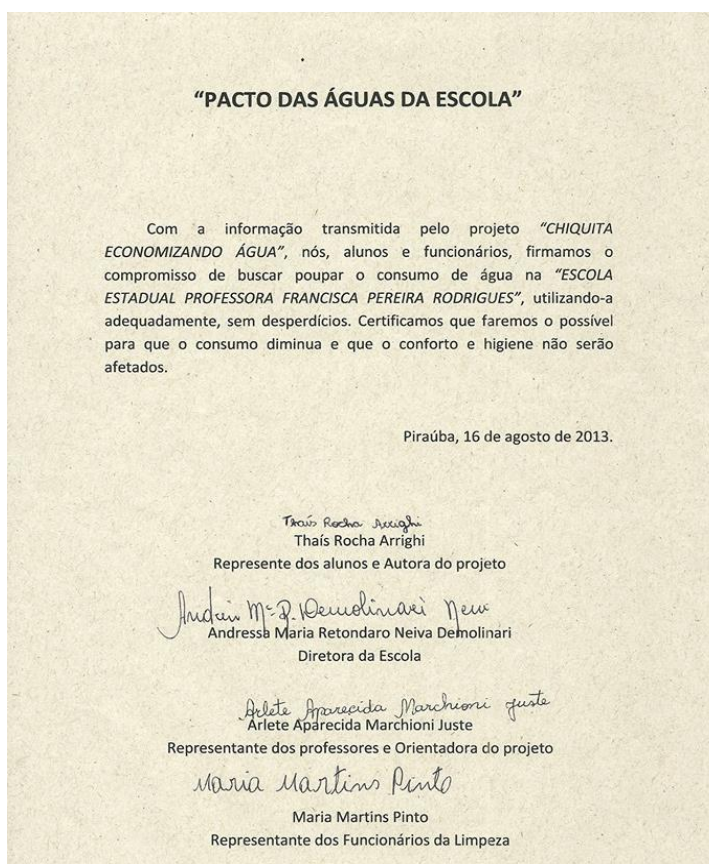 “PACTO DAS ÁGUAS DA ESCOLA”
Com a informação transmitida pelo projeto “CHIQUITA
ECONOMIZANDO ÁGUA”, nós, alunos e funcionários, firmamos o
compromisso de buscar poupar o consumo de água na “ESCOLA
ESTADUAL PROFESSORA FRANCISCA PEREIRA RODRIGUES”, utilizando-a
adequadamente, sem desperdícios. Certificamos que faremos o possível
para que o consumo diminua e que o conforto e higiene não serão
afetados.
Piraúba, 16 de agosto de 2013.
Thaís Rocha Arrighi
Thaís Rocha Arrighi
Represente dos alunos e Autora do projeto
Mª R. Demolinari
Andressa Maria Retondaro Neiva Demolinari
Diretora da Escola
Arlete Aparecida Marchioni Juste
Arlete Aparecida Marchioni Juste
Representante dos professores e Orientadora do projeto
Maria Martins Pinto
Maria Martins Pinto
Representante dos Funcionários da Limpeza